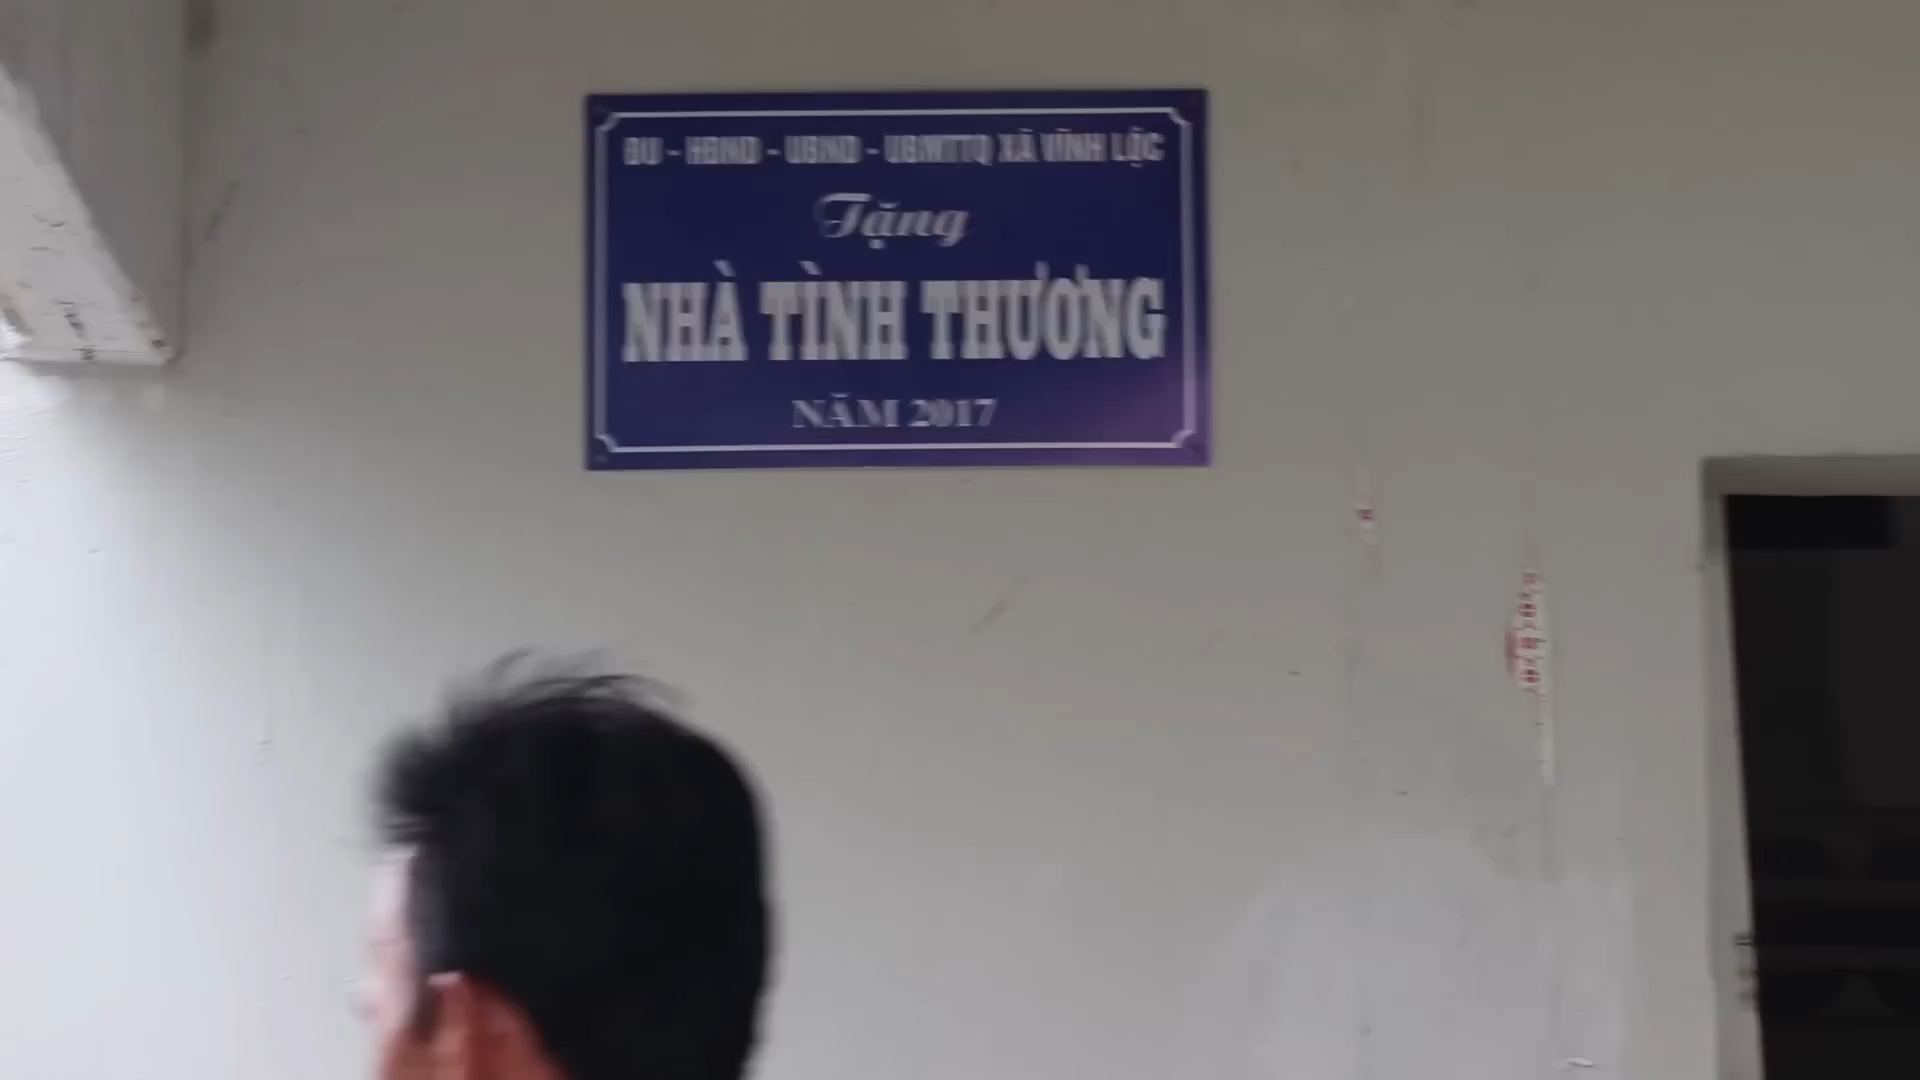 ĐU - HĐND - UBND - UBMTTQ XÃ VĨNH LỘC
Tặng
NHÀ TÌNH THƯƠNG
NĂM 2017